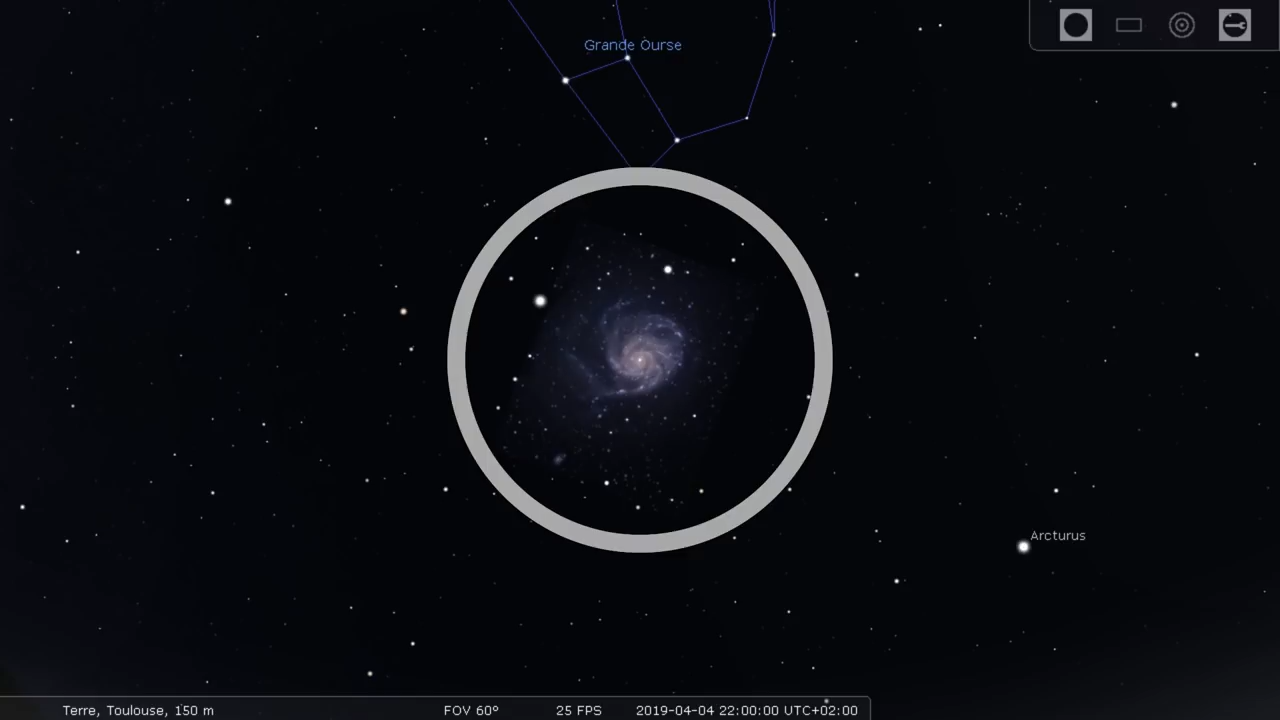 Grande Ourse
Arcturus
Terre, Toulouse, 150 m FOV 60° 25 FPS 2019-04-04 22:00:00 UTC+02:00